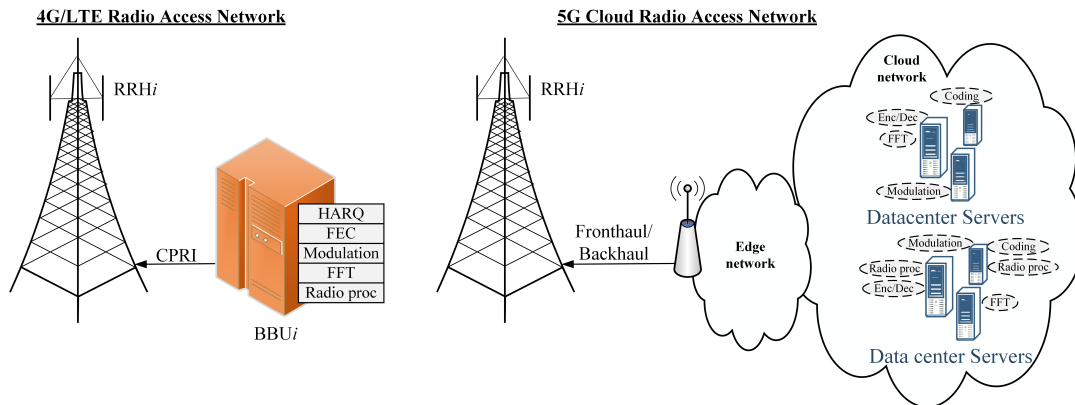 4G/LTE Radio Access Network
RRHi
HARQ
FEC
Modulation
FFT
Radio proc
CPRI
BBUi
5G Cloud Radio Access Network
RRHi
Fronthaul/
Backhaul
Edge
network
Cloud
network
Coding
Enc/Dec
FFT
Modulation
Datacenter Servers
Modulation
Coding
Radio proc
Radio proc
Enc/Dec
FFT
Data center Servers